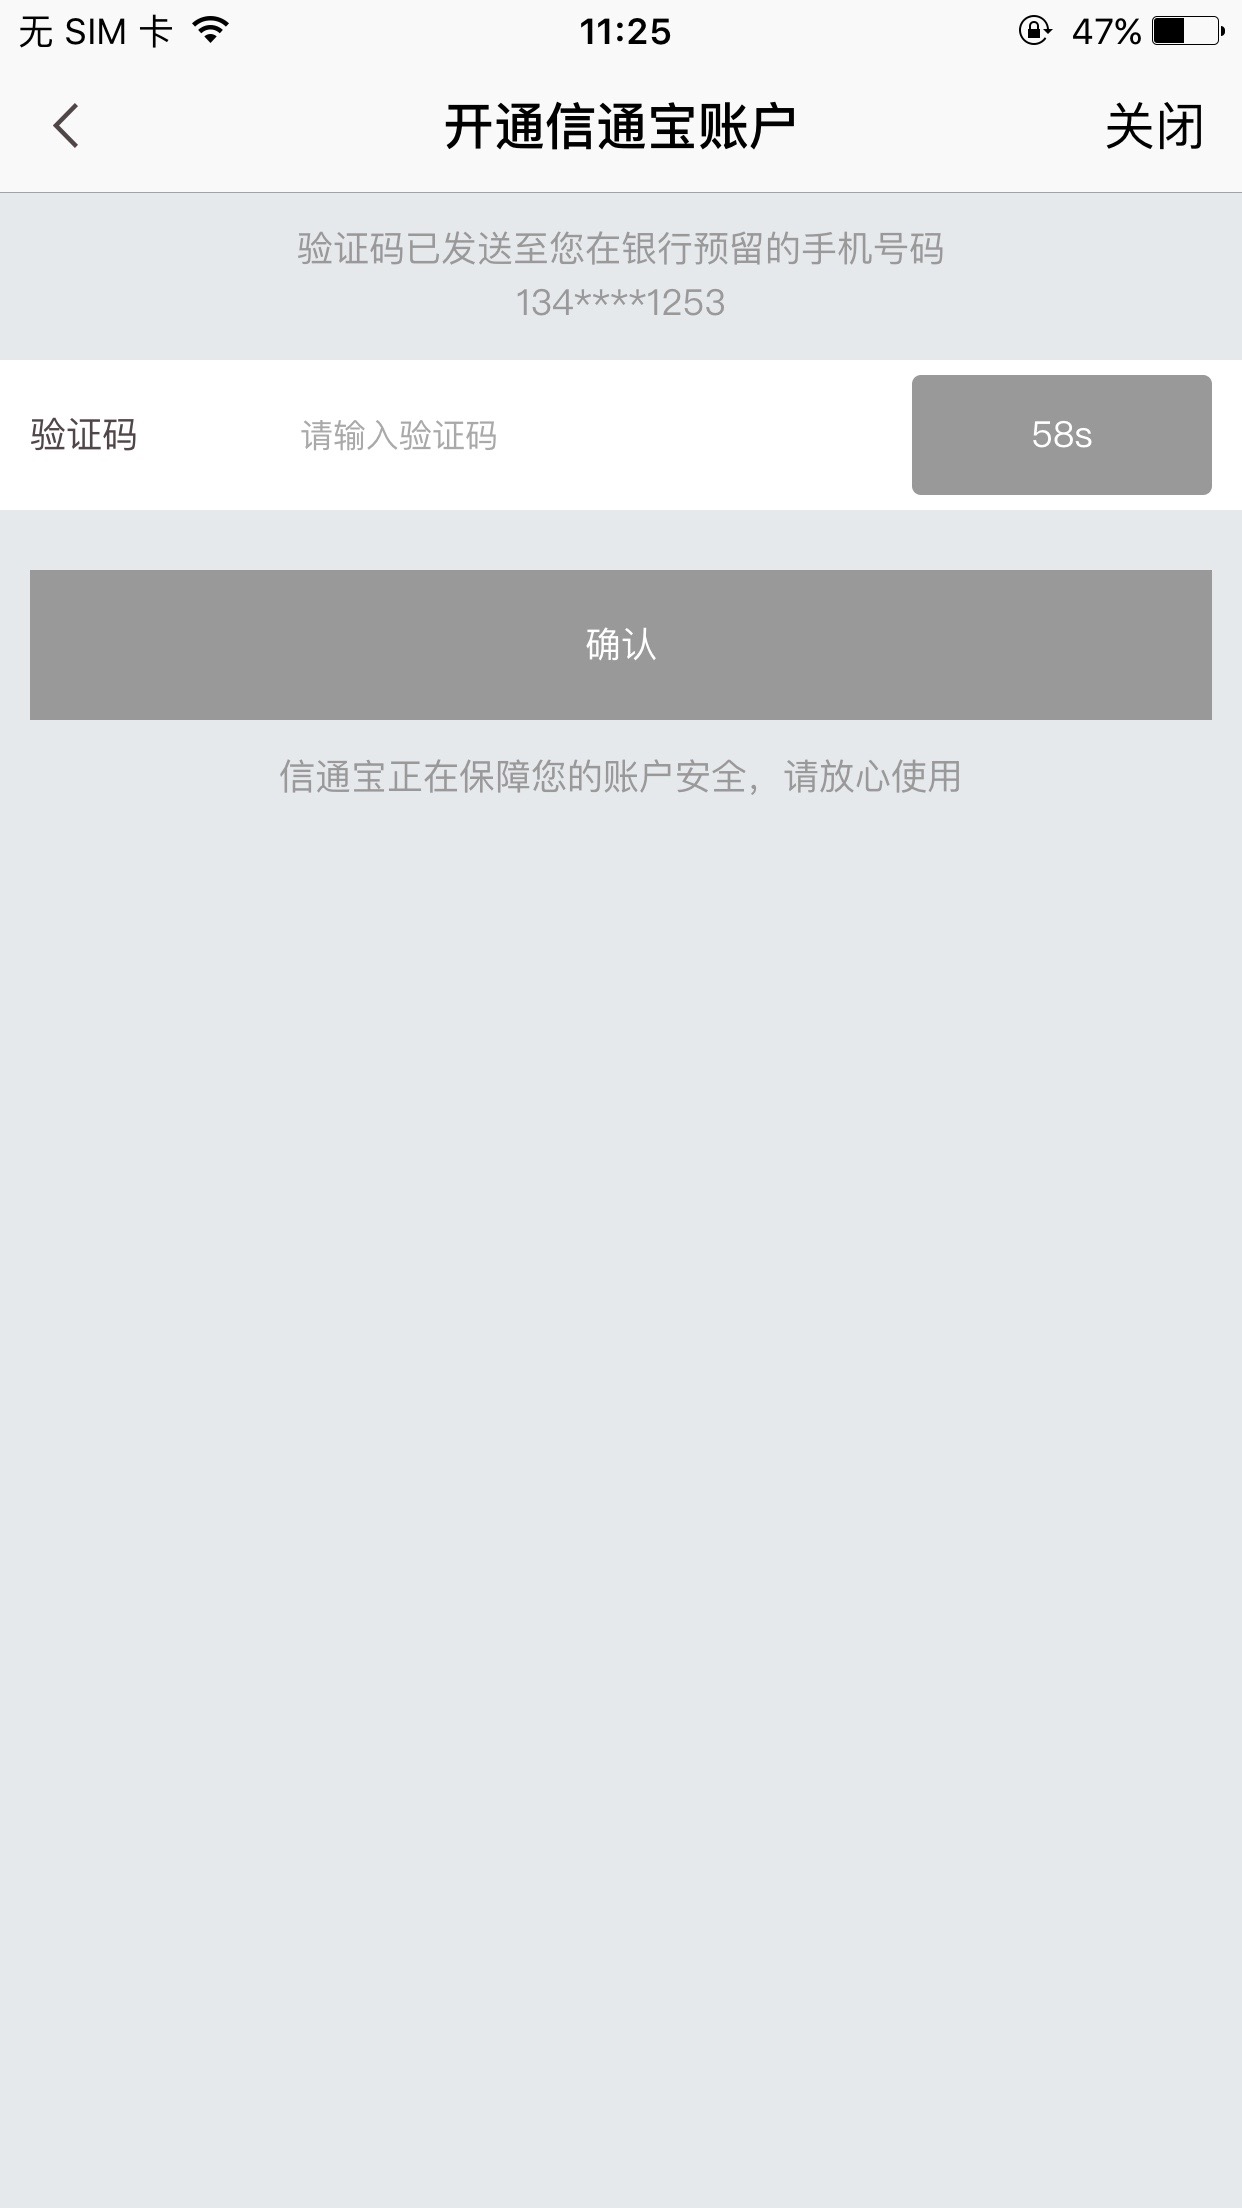 无 SIM 卡
11:25
47%
开通信通宝账户
关闭
验证码已发送至您在银行预留的手机号码
134****1253
验证码
请输入验证码
58s
确认
信通宝正在保障您的账户安全，请放心使用